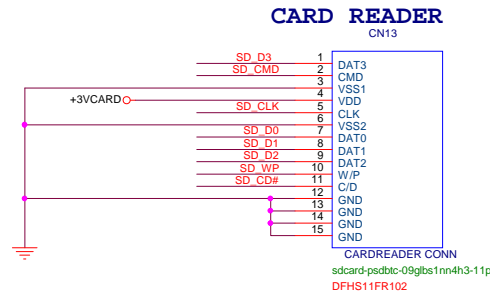 CARD READER
CN13
SD_D3 1 DAT3
SD_CMD 2 CMD
3 VSS1
+3VCARD 4 VDD
SD_CLK 5 CLK
6 VSS2
SD_D0 7 DAT0
SD_D1 8 DAT1
SD_D2 9 DAT2
SD_WP 10 W/P
SD_CD# 11 C/D
12 GND
13 GND
14 GND
15 GND
CARDREADER CONN
sdcard-psdbtc-09glbs1nn4h3-11p
DFHS11FR102